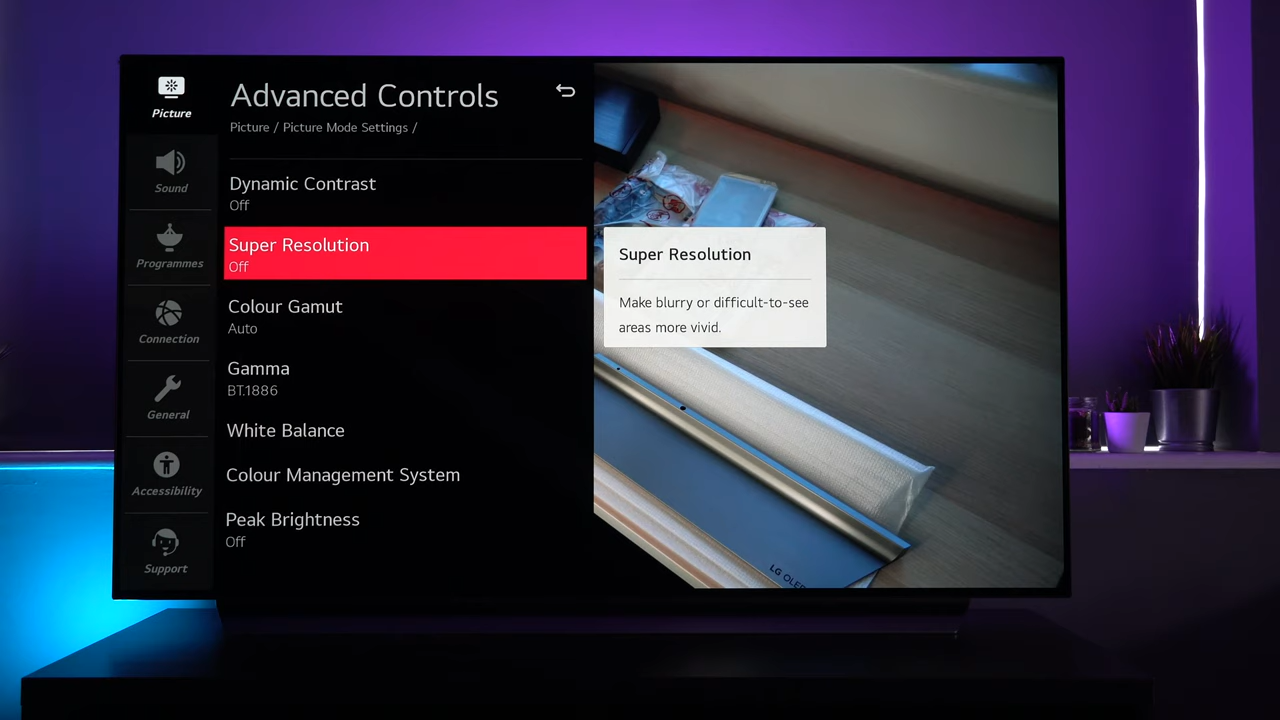 Picture
Sound
Programmes
Connection
General
Accessibility
Support
Advanced Controls
Picture / Picture Mode Settings /
Dynamic Contrast
Off
Super Resolution
Off
Colour Gamut
Auto
Gamma
BT.1886
White Balance
Colour Management System
Peak Brightness
Off
Super Resolution
Make blurry or difficult-to-see
areas more vivid.
LG OLED